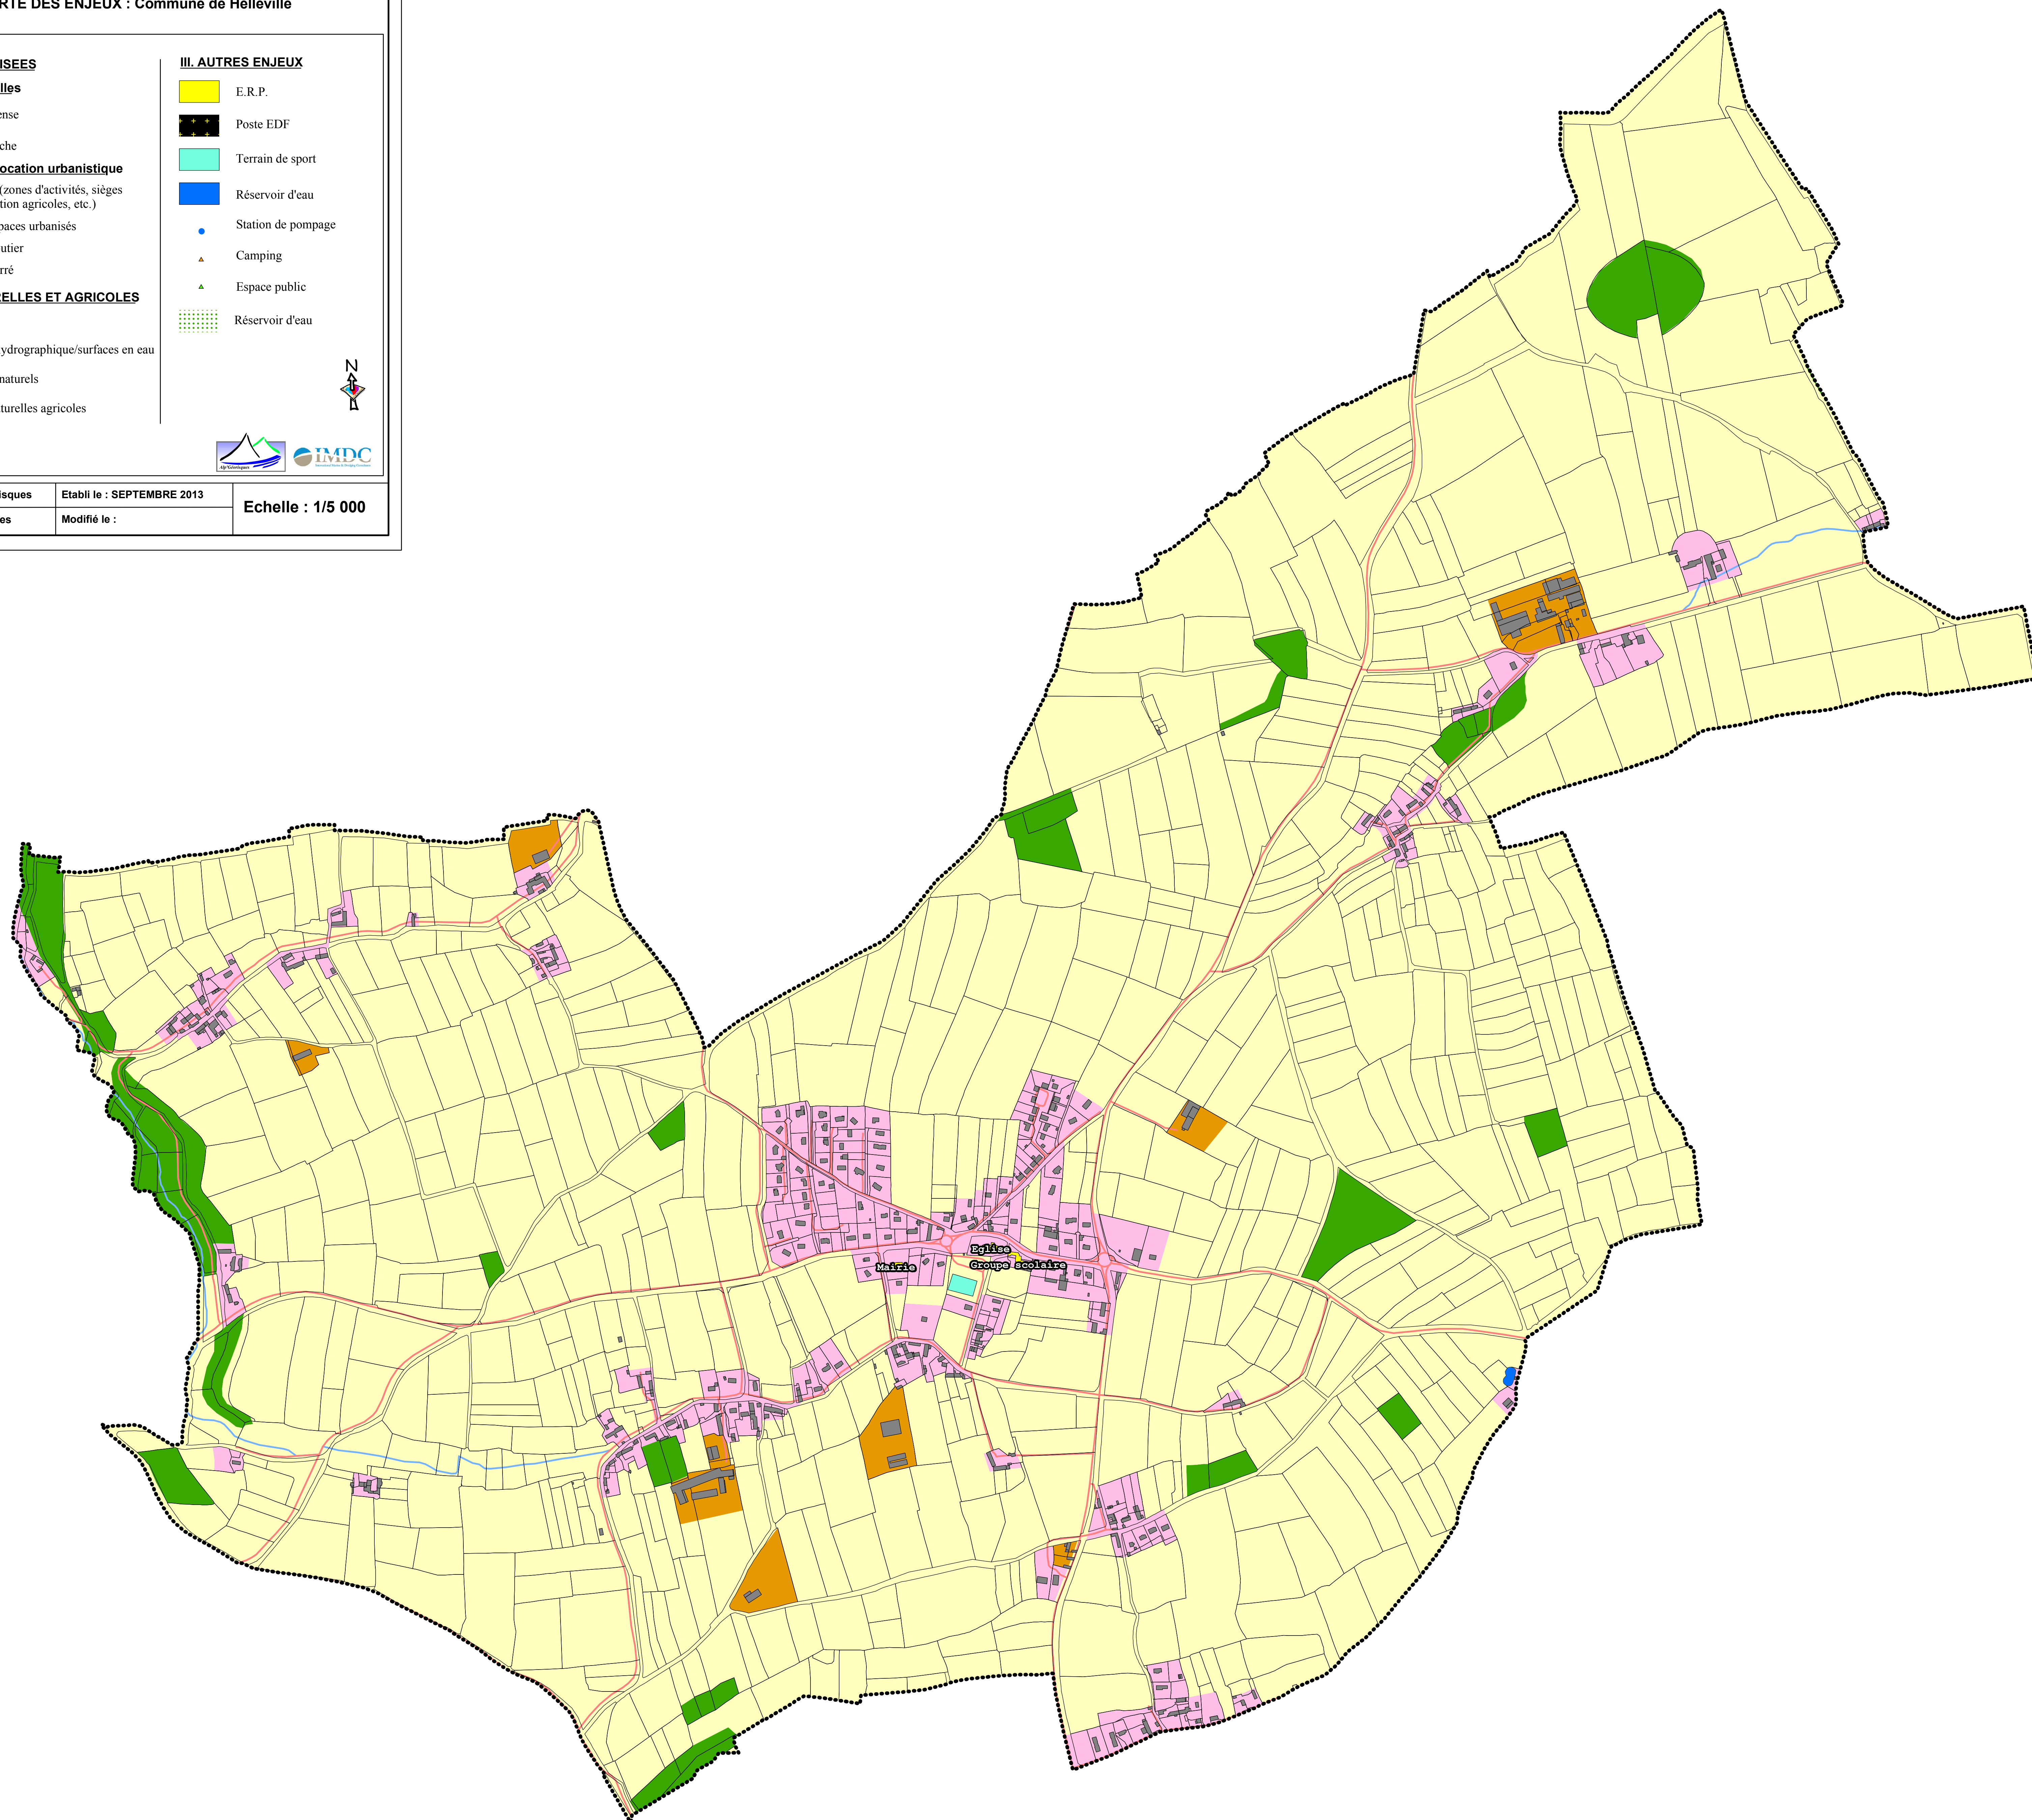 RTE DES ENJEUX : Commune de Helleville
ISEES
lles
ense
che
ocation urbanistique
(zones d'activités, sièges
tion agricoles, etc.)
paces urbanisés
utier
rré
RELLES ET AGRICOLES
ydrographique/surfaces en eau
naturels
turelles agricoles
III. AUTRES ENJEUX
E.R.P.
Poste EDF
Terrain de sport
Réservoir d'eau
Station de pompage
Camping
Espace public
Réservoir d'eau
N
Alp'Géorisques
IMDC
isques
Etabli le : SEPTEMBRE 2013
Echelle : 1/5 000
es
Modifié le :
Eglise
Mairie
Groupe scolaire